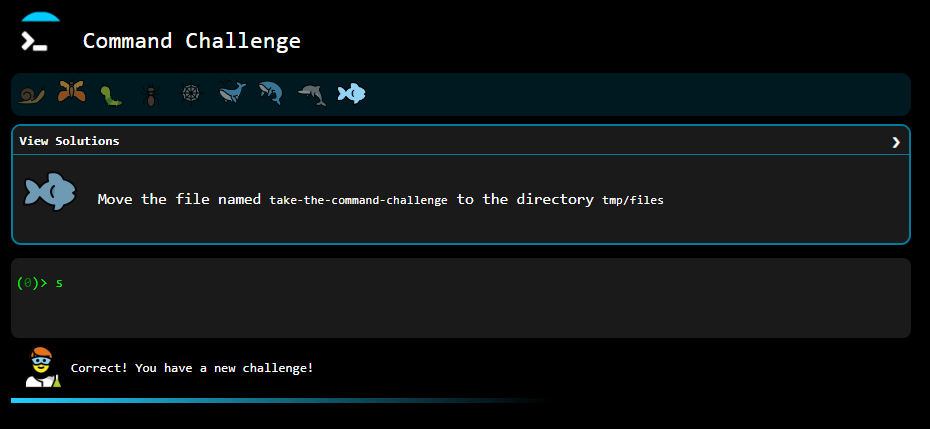 Command Challenge
View Solutions
Move the file named take-the-command-challenge to the directory tmp/files
(0)> s
Correct! You have a new challenge!